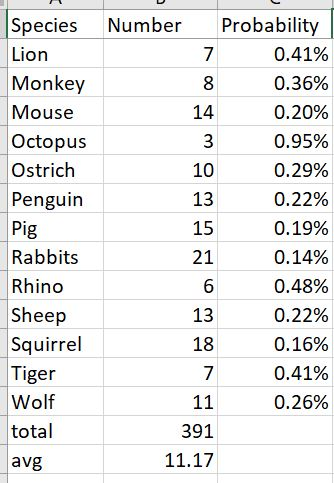 Species Number Probability
Lion 7 0.41%
Monkey 8 0.36%
Mouse 14 0.20%
Octopus 3 0.95%
Ostrich 10 0.29%
Penguin 13 0.22%
Pig 15 0.19%
Rabbits 21 0.14%
Rhino 6 0.48%
Sheep 13 0.22%
Squirrel 18 0.16%
Tiger 7 0.41%
Wolf 11 0.26%
total 391
avg 11.17